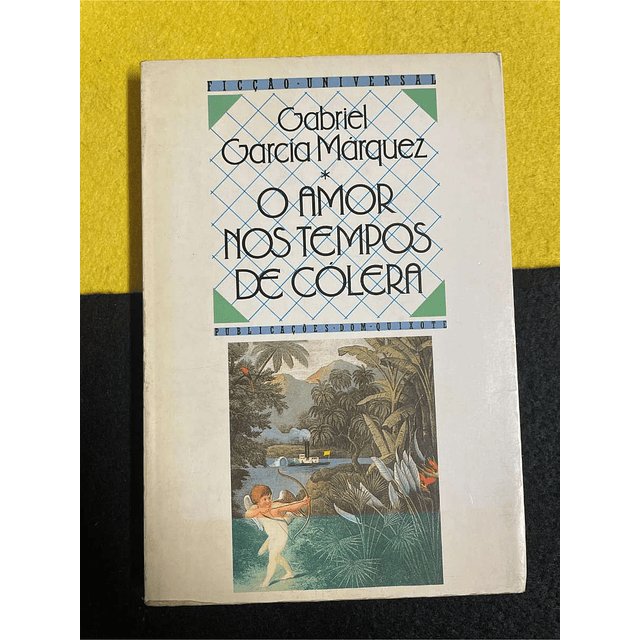 FICÇÃO·UNIVERSAL
Gabriel
García Márquez
*
O AMOR
NOS TEMPOS
DE CÓLERA
PUBLICAÇÕES·DOM·QUIXOTE